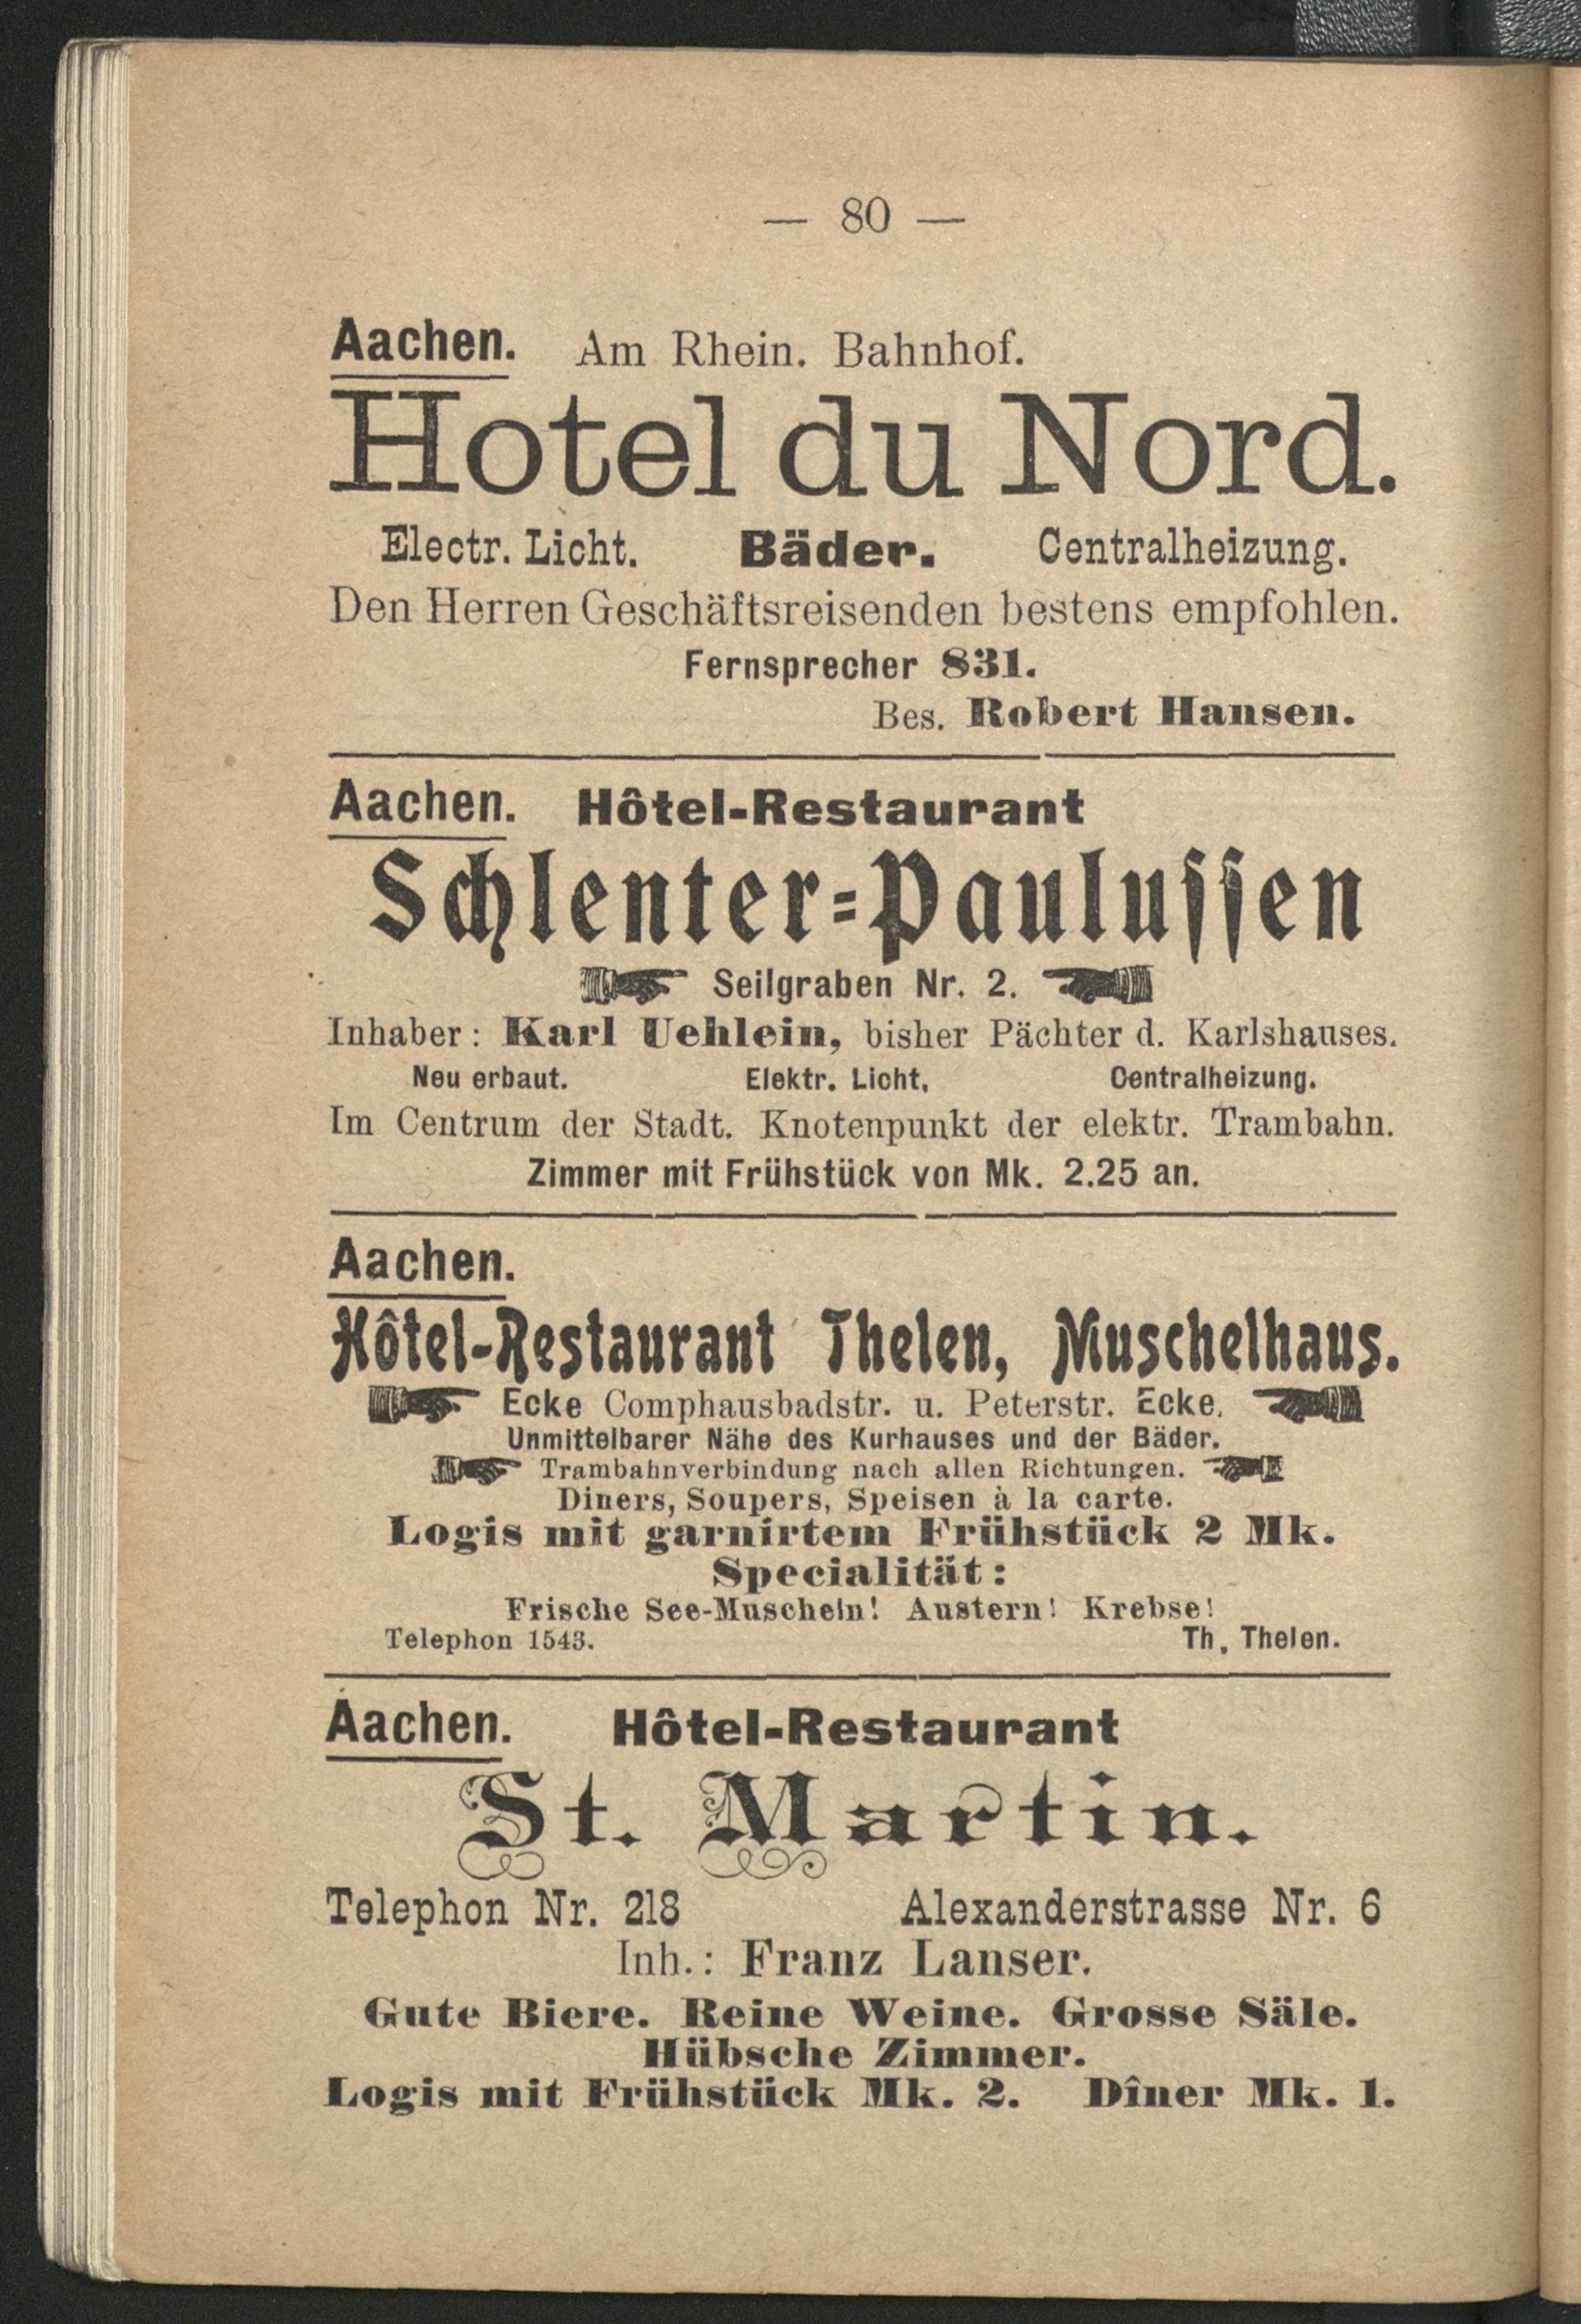 — 80 —
Aachen. Am Rhein. Bahnhof.
Hotel du Nord.
Electr. Licht. Bäder. Centralheizung.
Den Herren Geschäftsreisenden bestens empfohlen.
Fernsprecher 831.
Bes. Robert Hansen.
Aachen. Hôtel-Restaurant
Schlenter-Paulussen
Seilgraben Nr. 2.
Inhaber: Karl Uehlein, bisher Pächter d. Karlshauses.
Neu erbaut. Elektr. Licht, Centralheizung.
Im Centrum der Stadt. Knotenpunkt der elektr. Trambahn.
Zimmer mit Frühstück von Mk. 2.25 an.
Aachen.
Hôtel-Restaurant Thelen, Muschelhaus.
Ecke Comphausbadstr. u. Peterstr. Ecke.
Unmittelbarer Nähe des Kurhauses und der Bäder.
Trambahnverbindung nach allen Richtungen.
Diners, Soupers, Speisen à la carte.
Logis mit garnirtem Frühstück 2 Mk.
Specialität:
Frische See-Muscheln! Austern! Krebse!
Telephon 1543. Th. Thelen.
Aachen. Hôtel-Restaurant
St. Martin.
Telephon Nr. 218 Alexanderstrasse Nr. 6
Inh.: Franz Lanser.
Gute Biere. Reine Weine. Grosse Säle.
Hübsche Zimmer.
Logis mit Frühstück Mk. 2. Dîner Mk. 1.